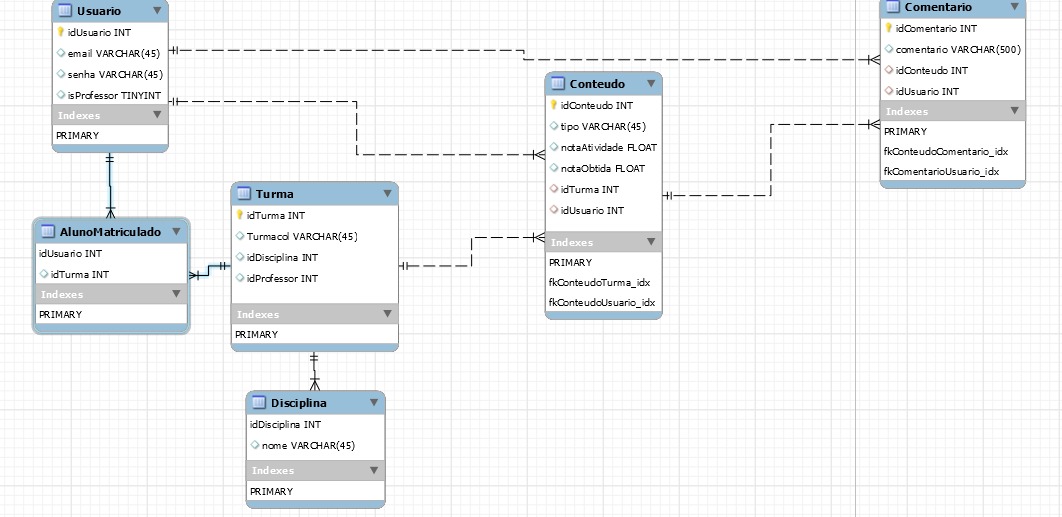 Usuario
idUsuario INT
email VARCHAR(45)
senha VARCHAR(45)
isProfessor TINYINT
Indexes
PRIMARY
AlunoMatriculado
idUsuario INT
idTurma INT
Indexes
PRIMARY
Turma
idTurma INT
Turmacol VARCHAR(45)
idDisciplina INT
idProfessor INT
Indexes
PRIMARY
Disciplina
idDisciplina INT
nome VARCHAR(45)
Indexes
PRIMARY
Conteudo
idConteudo INT
tipo VARCHAR(45)
notaAtividade FLOAT
notaObtida FLOAT
idTurma INT
idUsuario INT
Indexes
PRIMARY
fkConteudoTurma_idx
fkConteudoUsuario_idx
Comentario
idComentario INT
comentario VARCHAR(500)
idConteudo INT
idUsuario INT
Indexes
PRIMARY
fkConteudoComentario_idx
fkComentarioUsuario_idx